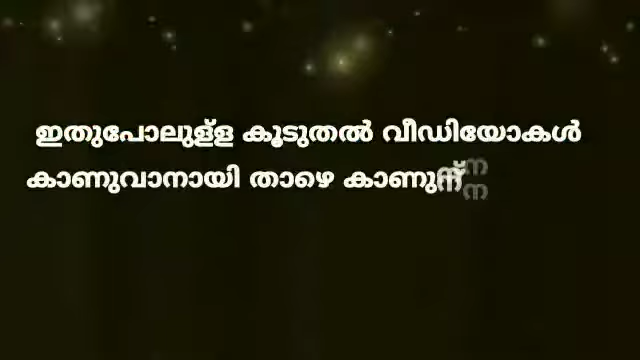 ഇതുപോലുള്ള കൂടുതൽ വീഡിയോകൾ
കാണുവാനായി താഴെ കാണുന്ന